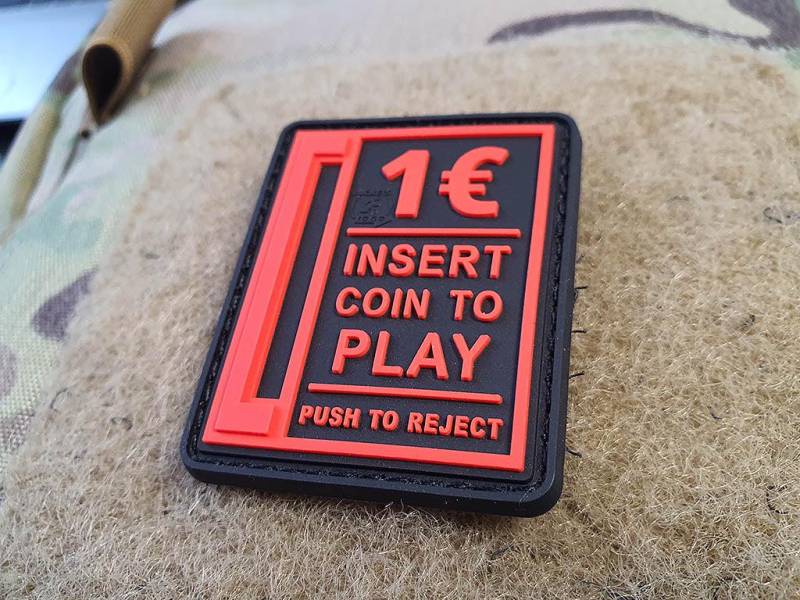 1€
INSERT
COIN TO
PLAY
PUSH TO REJECT